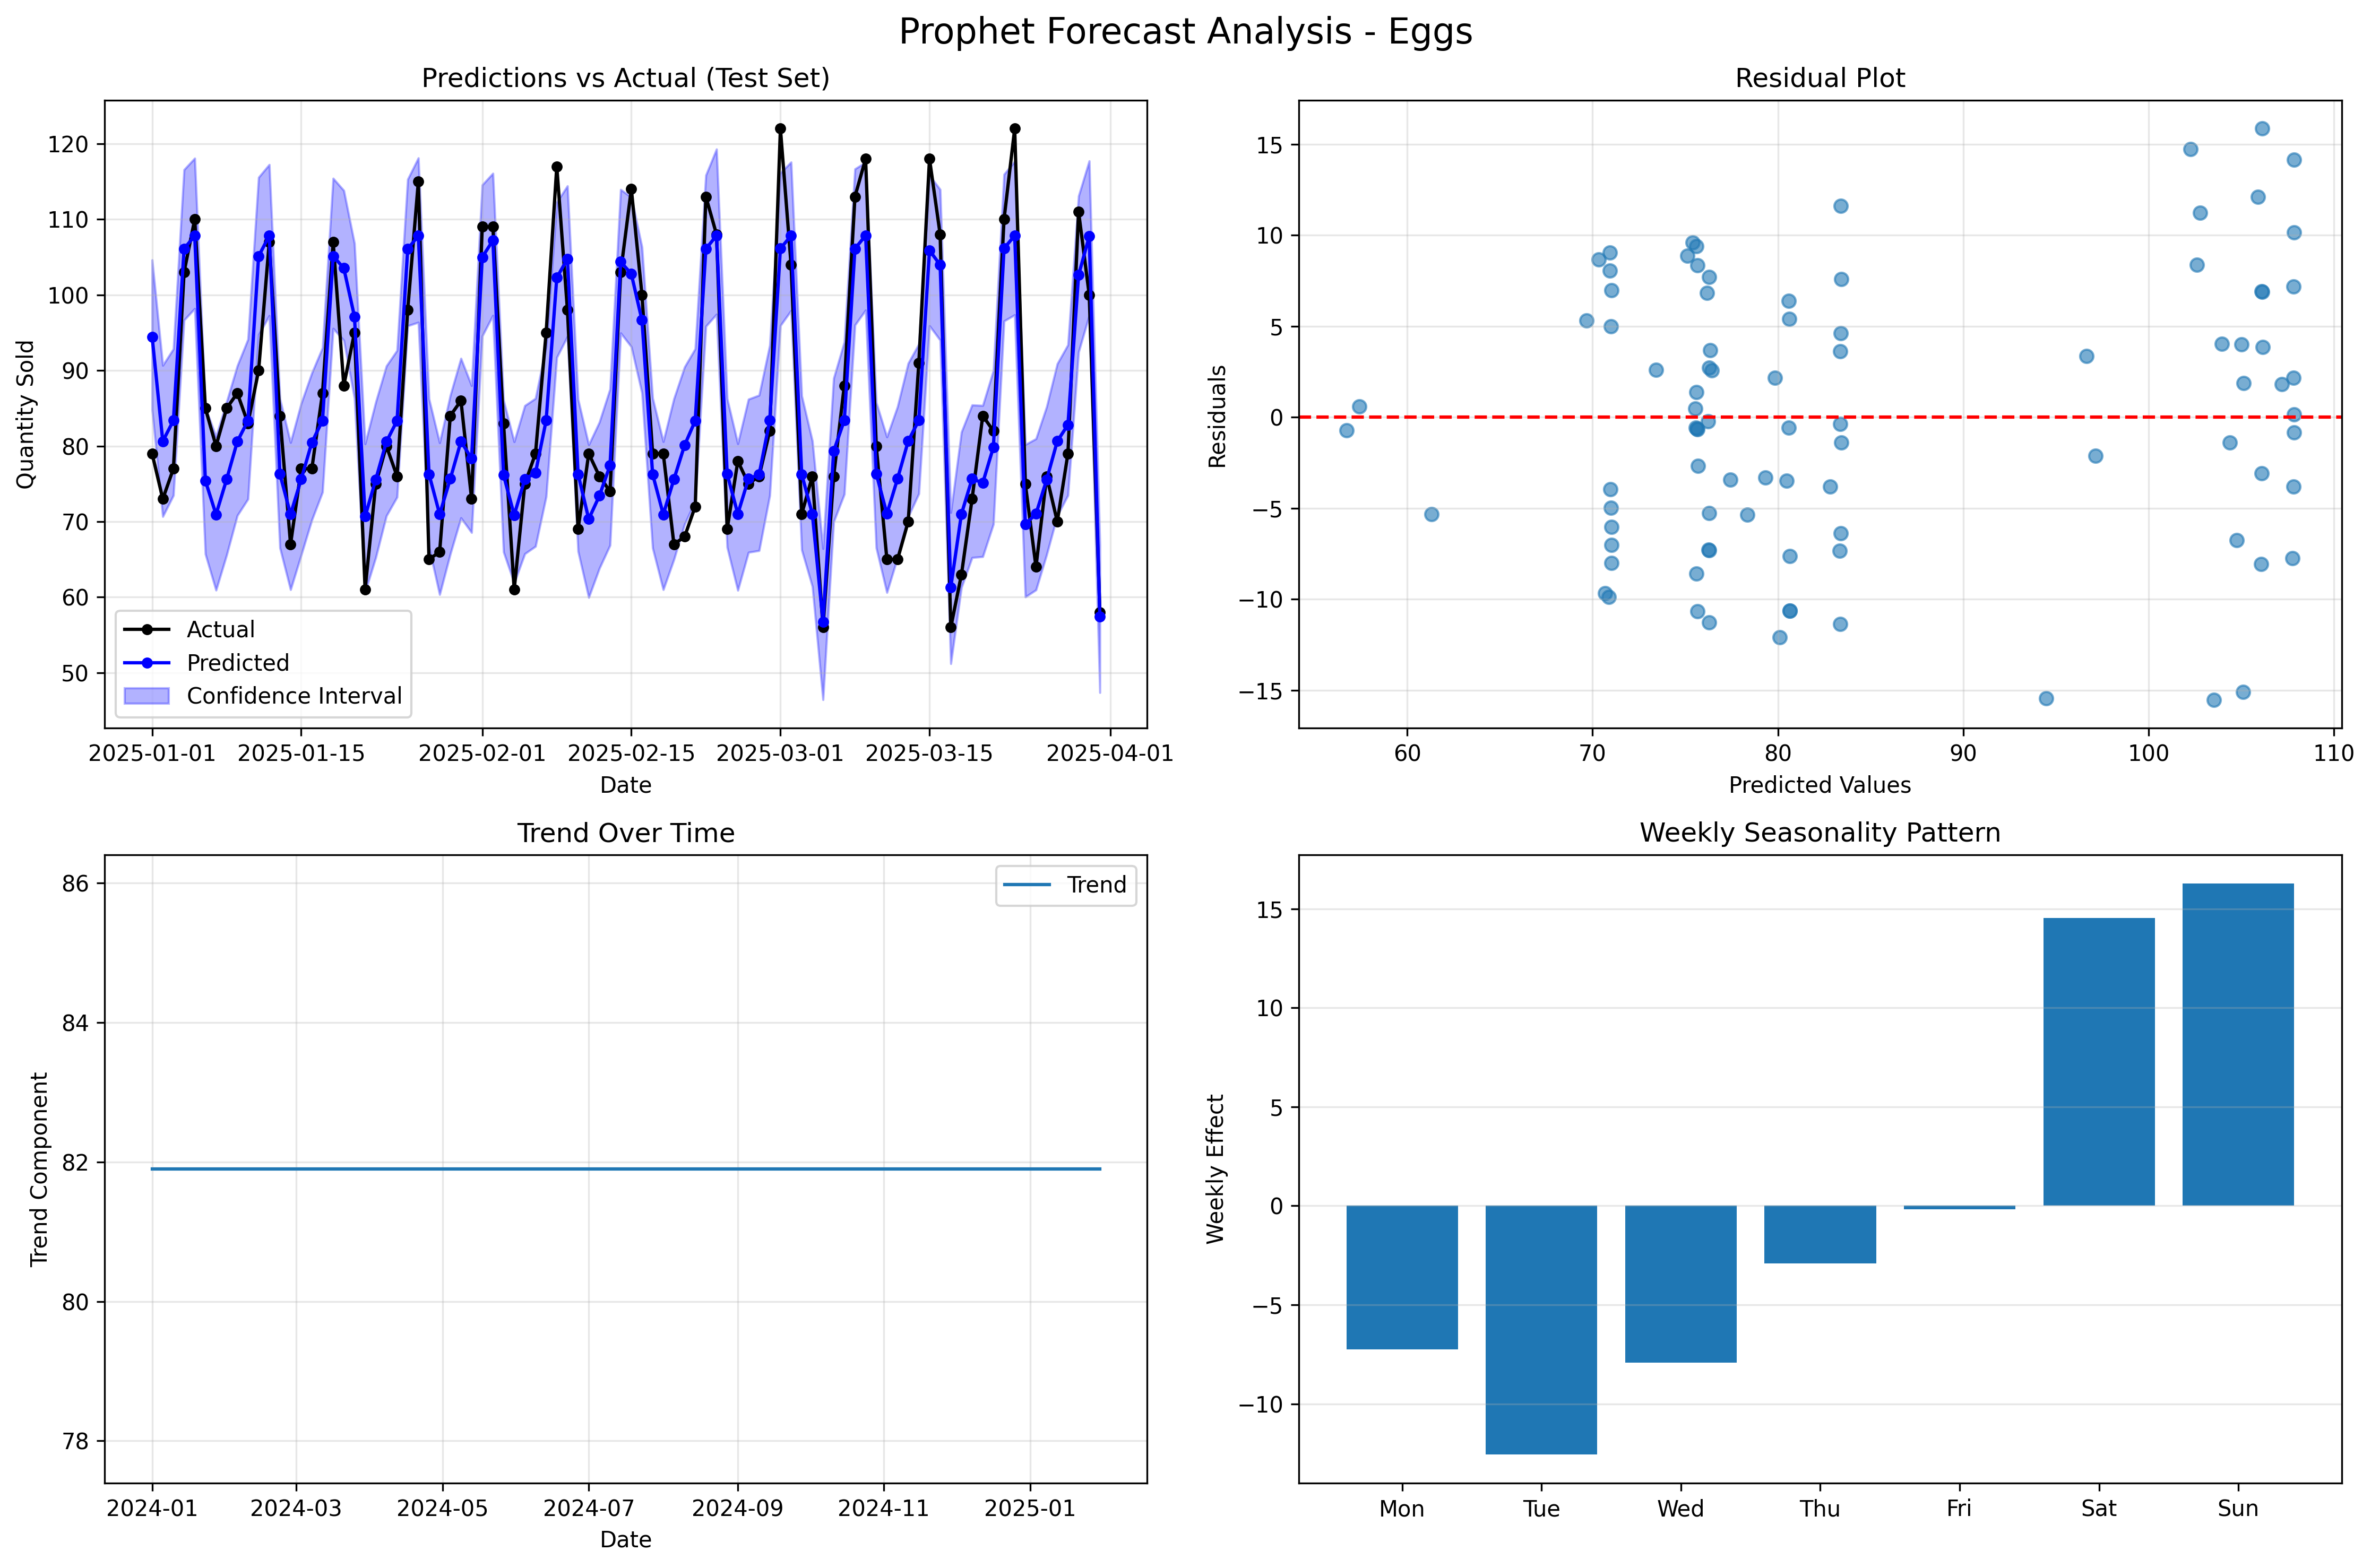 Prophet Forecast Analysis - Eggs
Predictions vs Actual (Test Set)
Quantity Sold
120
110
100
90
80
70
60
50
Actual
Predicted
Confidence Interval
2025-01-01 2025-01-15 2025-02-01 2025-02-15 2025-03-01 2025-03-15 2025-04-01
Date
Residual Plot
Residuals
15
10
5
0
−5
−10
−15
60 70 80 90 100 110
Predicted Values
Trend Over Time
Trend Component
86
84
82
80
78
Trend
2024-01 2024-03 2024-05 2024-07 2024-09 2024-11 2025-01
Date
Weekly Seasonality Pattern
Weekly Effect
15
10
5
0
−5
−10
Mon Tue Wed Thu Fri Sat Sun